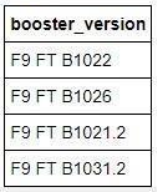 booster_version
F9 FT B1022
F9 FT B1026
F9 FT B1021.2
F9 FT B1031.2